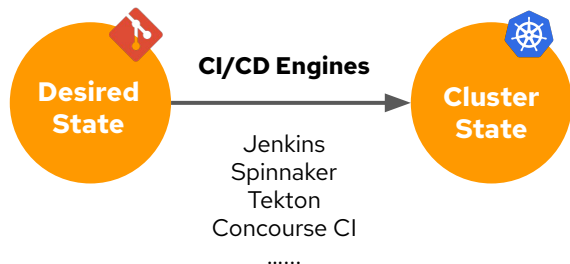 Desired
State
CI/CD Engines
Jenkins
Spinnaker
Tekton
Concourse CI
…...
Cluster
State